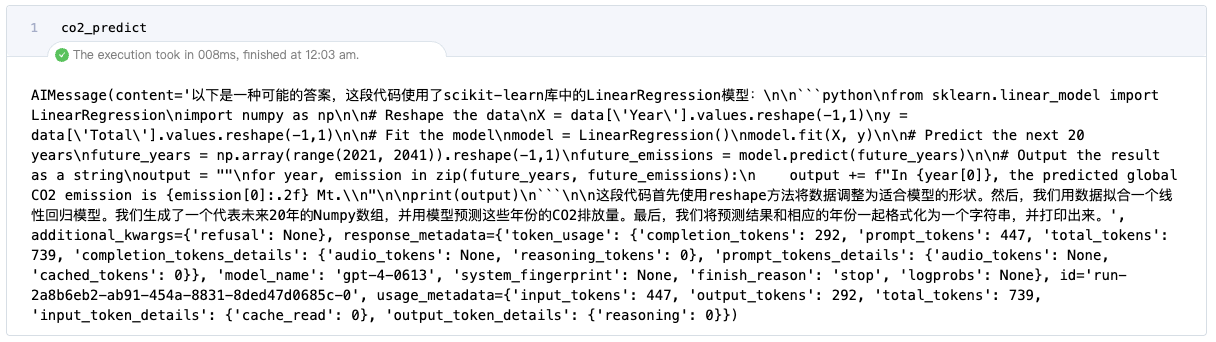 1 co2_predict
The execution took in 008ms, finished at 12:03 am.
AIMessage(content='以下是一种可能的答案，这段代码使用了scikit-learn库中的LinearRegression模型：\n\n```python\nfrom sklearn.linear_model import
LinearRegression\nimport numpy as np\n\n# Reshape the data\nX = data[\'Year\'].values.reshape(-1,1)\ny =
data[\'Total\'].values.reshape(-1,1)\n\n# Fit the model\nmodel = LinearRegression()\nmodel.fit(X, y)\n\n# Predict the next 20
years\nfuture_years = np.array(range(2021, 2041)).reshape(-1,1)\nfuture_emissions = model.predict(future_years)\n\n# Output the result
as a string\noutput = ""\nfor year, emission in zip(future_years, future_emissions):\n    output += f"In {year[0]}, the predicted global
CO2 emission is {emission[0]:.2f} Mt.\\n"\n\nprint(output)\n```\n\n这段代码首先使用reshape方法将数据调整为适合模型的形状。然后，我们用数据拟合一个线
性回归模型。我们生成了一个代表未来20年的Numpy数组，并用模型预测这些年份的CO2排放量。最后，我们将预测结果和相应的年份一起格式化为一个字符串，并打印出来。',
additional_kwargs={'refusal': None}, response_metadata={'token_usage': {'completion_tokens': 292, 'prompt_tokens': 447, 'total_tokens':
739, 'completion_tokens_details': {'audio_tokens': None, 'reasoning_tokens': 0}, 'prompt_tokens_details': {'audio_tokens': None,
'cached_tokens': 0}}, 'model_name': 'gpt-4-0613', 'system_fingerprint': None, 'finish_reason': 'stop', 'logprobs': None}, id='run-
2a8b6eb2-ab91-454a-8831-8ded47d0685c-0', usage_metadata={'input_tokens': 447, 'output_tokens': 292, 'total_tokens': 739,
'input_token_details': {'cache_read': 0}, 'output_token_details': {'reasoning': 0}})